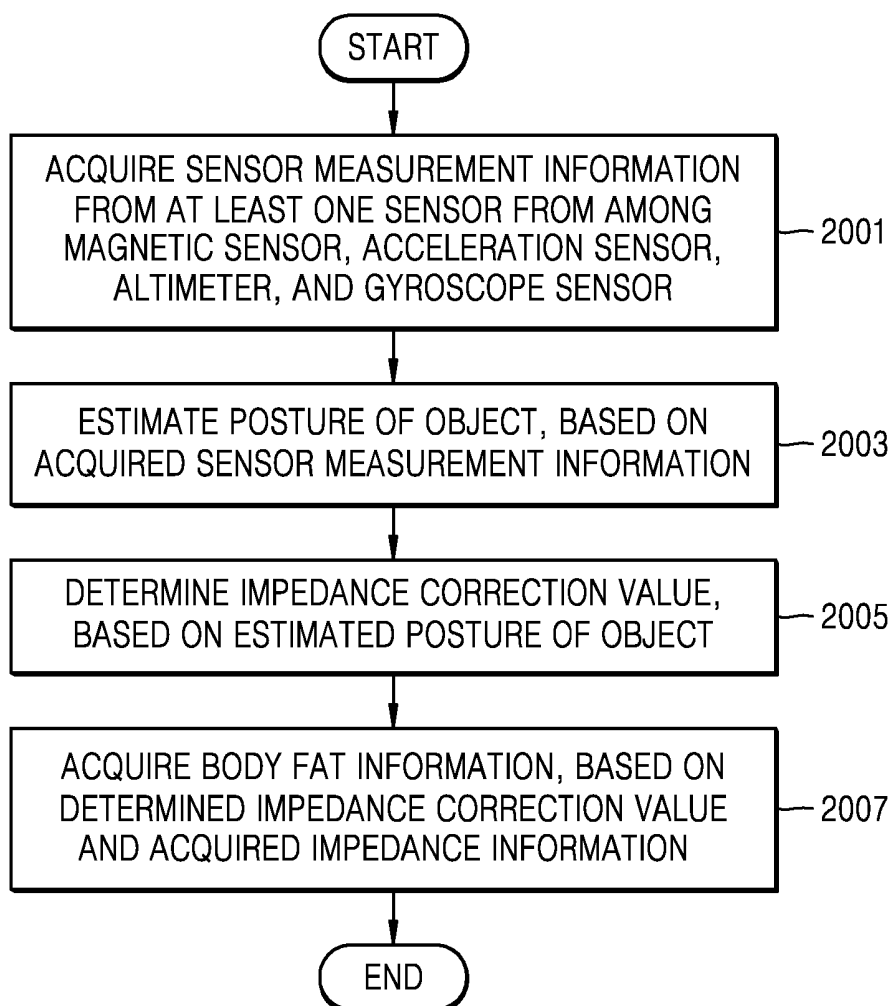 START
ACQUIRE SENSOR MEASUREMENT INFORMATION
FROM AT LEAST ONE SENSOR FROM AMONG
MAGNETIC SENSOR, ACCELERATION SENSOR,
ALTIMETER, AND GYROSCOPE SENSOR
2001
ESTIMATE POSTURE OF OBJECT, BASED ON
ACQUIRED SENSOR MEASUREMENT INFORMATION
2003
DETERMINE IMPEDANCE CORRECTION VALUE,
BASED ON ESTIMATED POSTURE OF OBJECT
2005
ACQUIRE BODY FAT INFORMATION, BASED ON
DETERMINED IMPEDANCE CORRECTION VALUE
AND ACQUIRED IMPEDANCE INFORMATION
2007
END